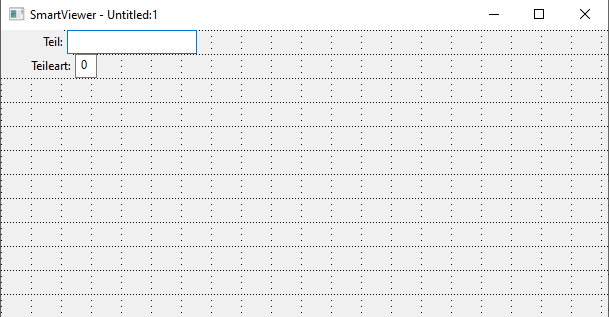 SmartViewer - Untitled:1
Teil:
Teileart: 0